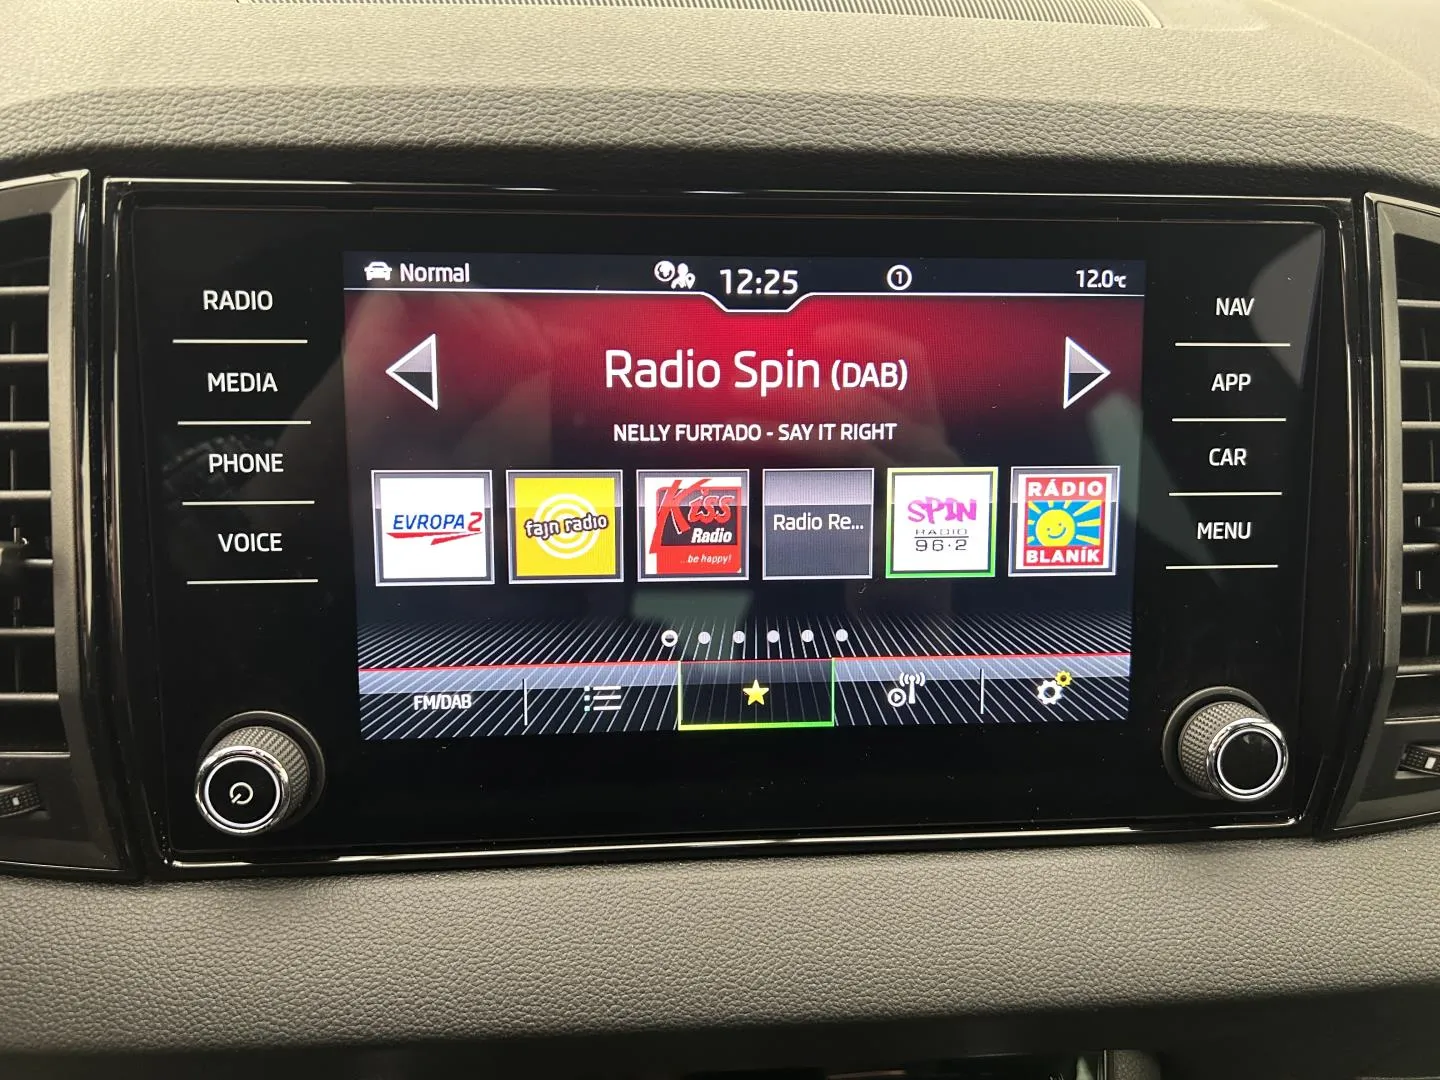 Normal
12:25
1
12.0°C
RADIO
MEDIA
PHONE
VOICE
Radio Spin (DAB)
NELLY FURTADO - SAY IT RIGHT
EVROPA 2
fajn radio
Kiss
Radio
...be happy!
Radio Re...
SPIN
RADIO
96·2
RÁDIO
BLANÍK
FM/DAB
NAV
APP
CAR
MENU